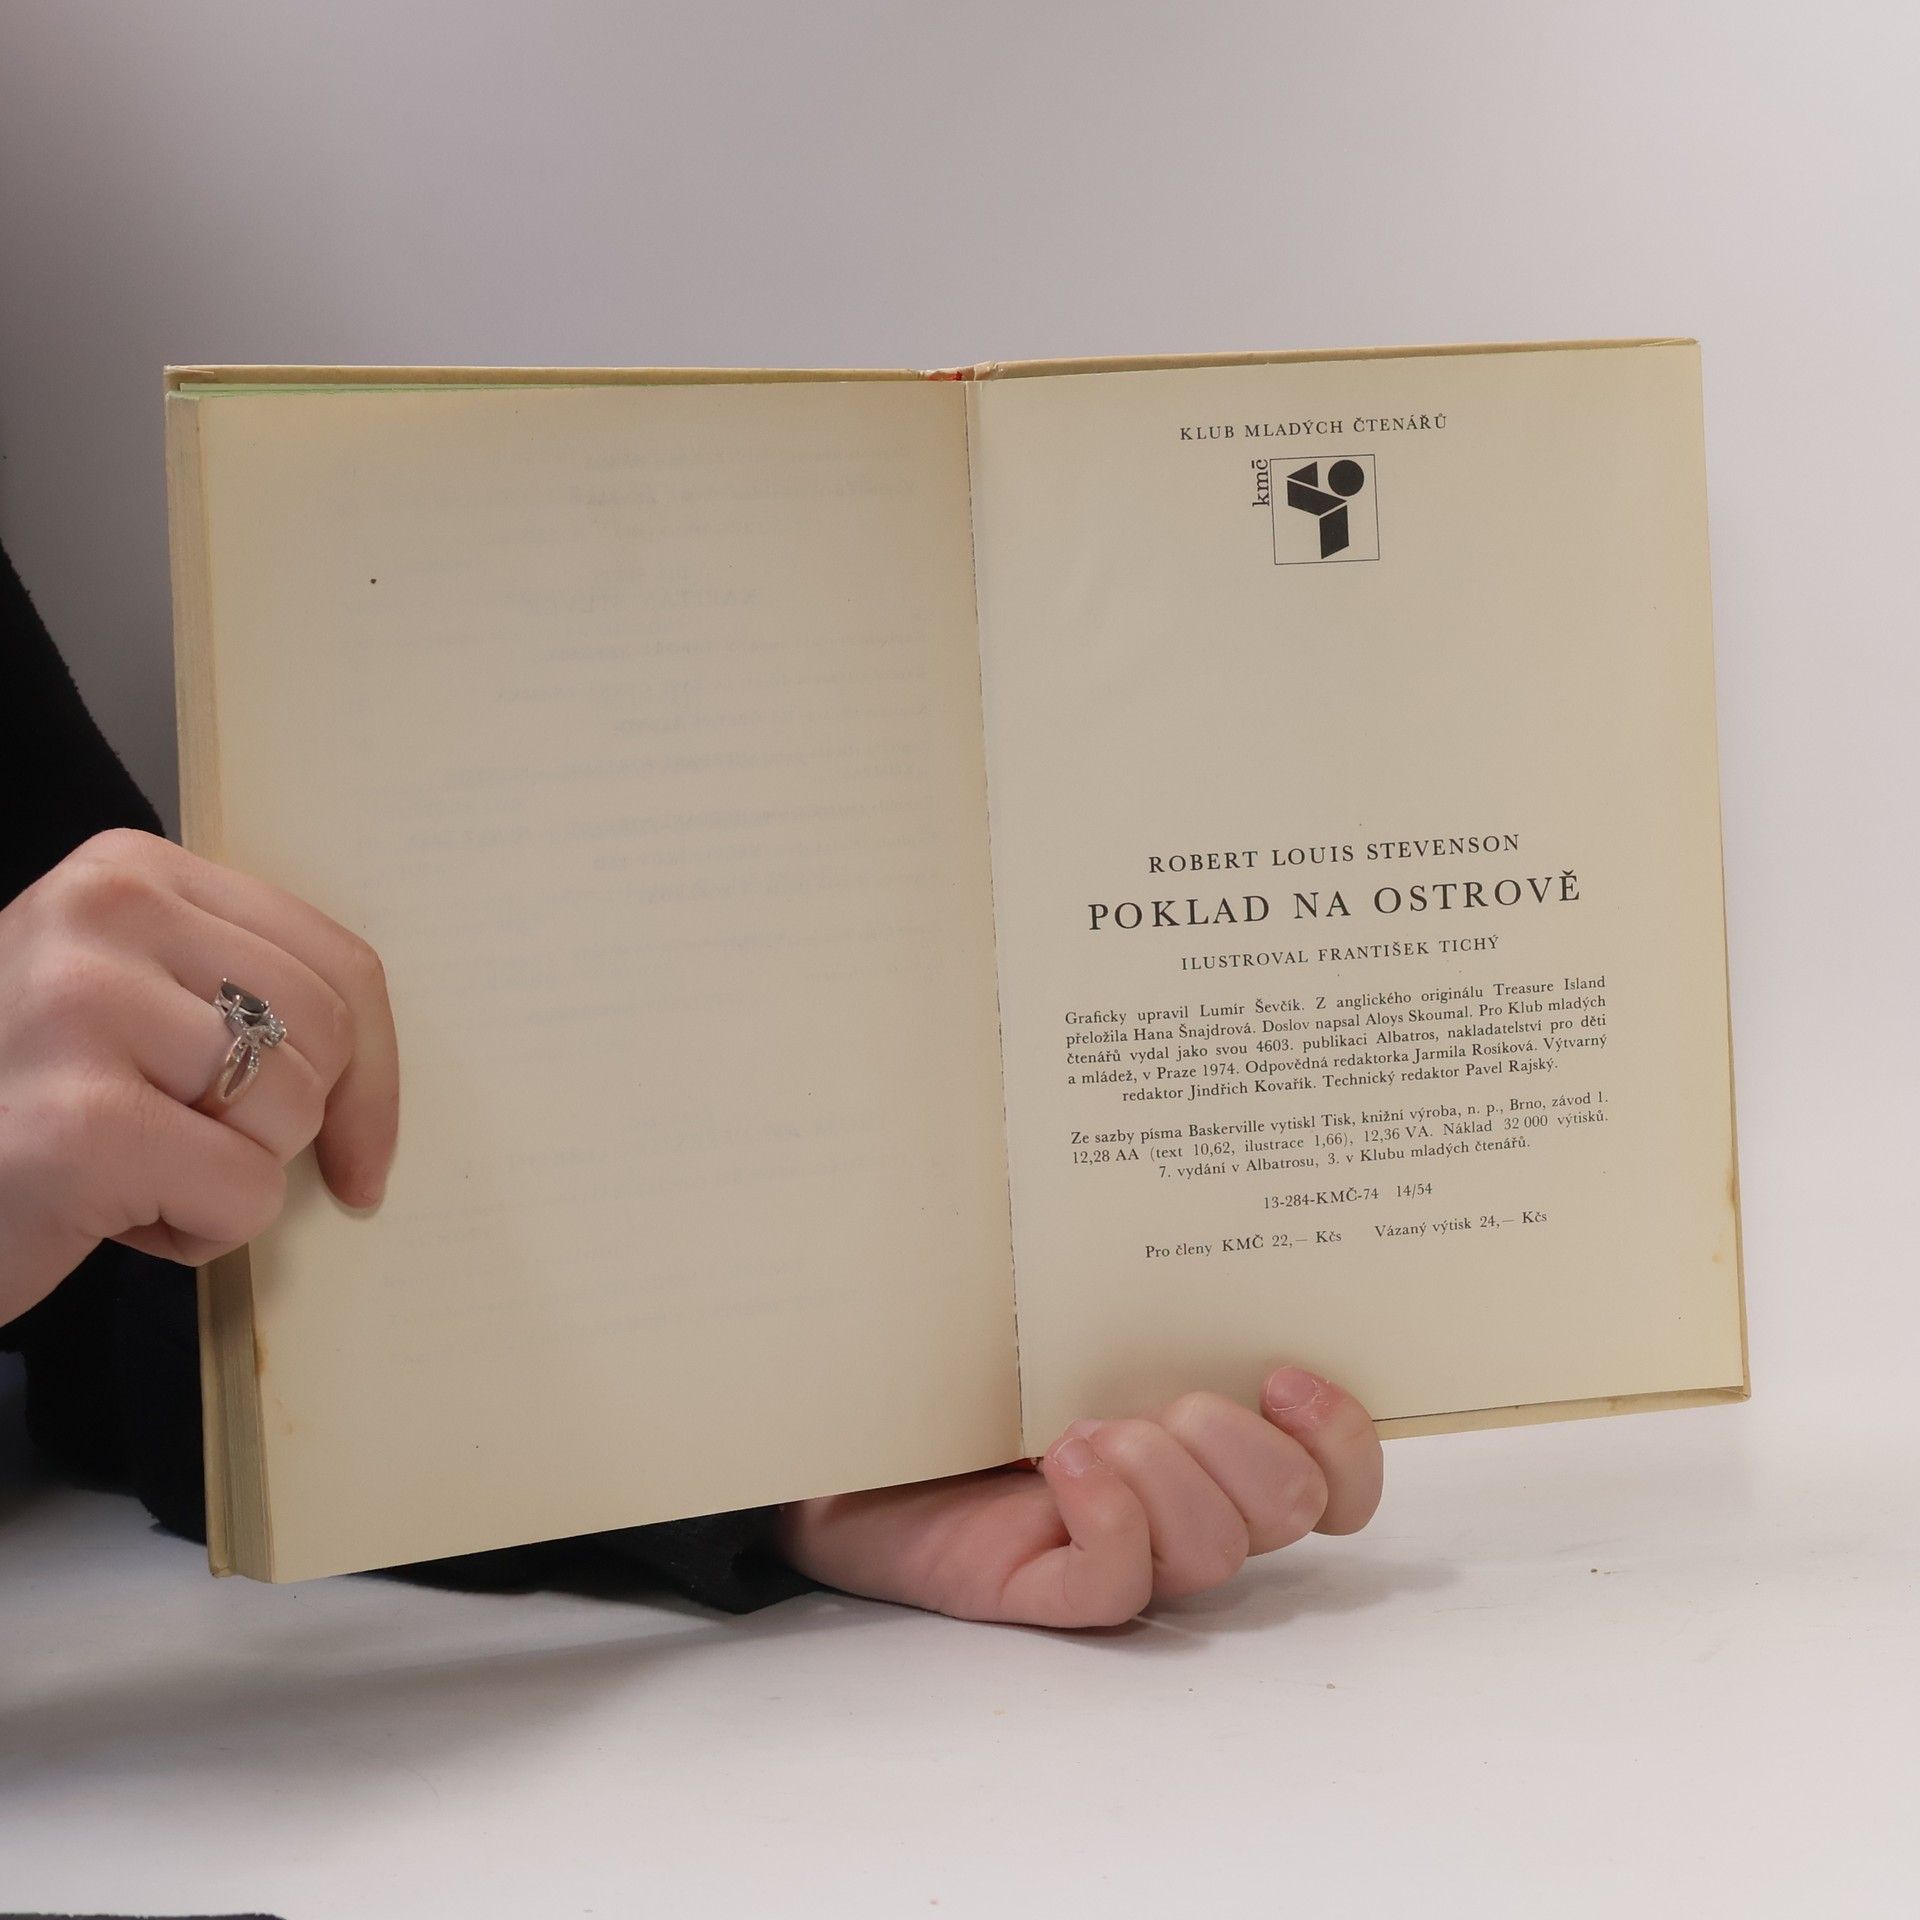 KLUB MLADÝCH ČTENÁŘŮ
kmč
ROBERT LOUIS STEVENSON
POKLAD NA OSTROVĚ
ILUSTROVAL FRANTIŠEK TICHÝ
Graficky upravil Lumír Ševčík. Z anglického originálu Treasure Island
přeložila Hana Šnajdrová. Doslov napsal Aloys Skoumal. Pro Klub mladých
čtenářů vydal jako svou 4603. publikaci Albatros, nakladatelství pro děti
a mládež, v Praze 1974. Odpovědná redaktorka Jarmila Rosíková. Výtvarný
redaktor Jindřich Kovařík. Technický redaktor Pavel Rajský.
Ze sazby písma Baskerville vytiskl Tisk, knižní výroba, n. p., Brno, závod 1.
12,28 AA (text 10,62, ilustrace 1,66), 12,36 VA. Náklad 32 000 výtisků.
7. vydání v Albatrosu, 3. v Klubu mladých čtenářů.
13-284-KMČ-74 14/54
Pro členy KMČ 22,— Kčs Vázaný výtisk 24,— Kčs